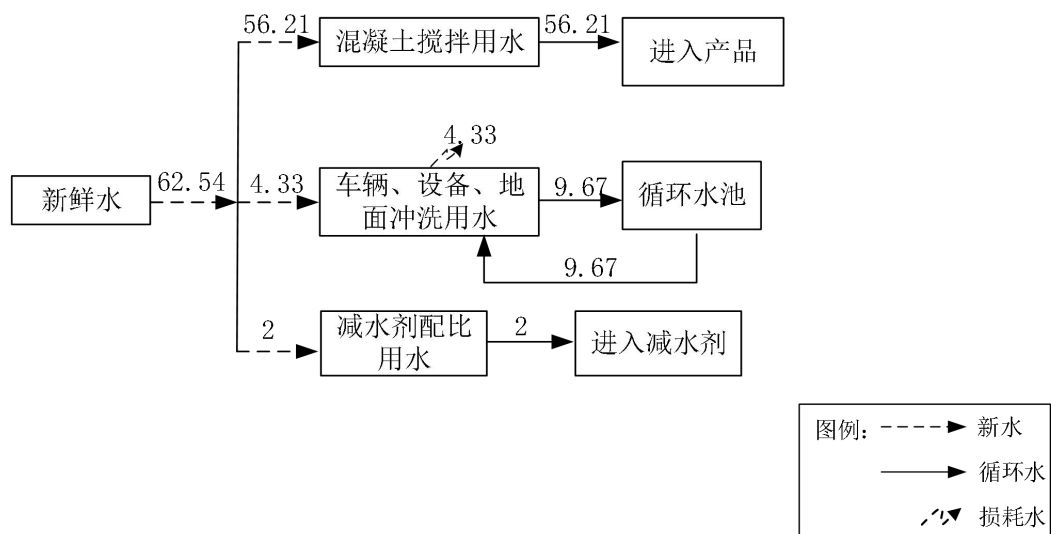 56.21
混凝土搅拌用水
56.21
进入产品
4.33
新鲜水
62.54
4.33
车辆、设备、地
面冲洗用水
9.67
循环水池
9.67
2
减水剂配比
用水
2
进入减水剂
图例：
新水
循环水
损耗水